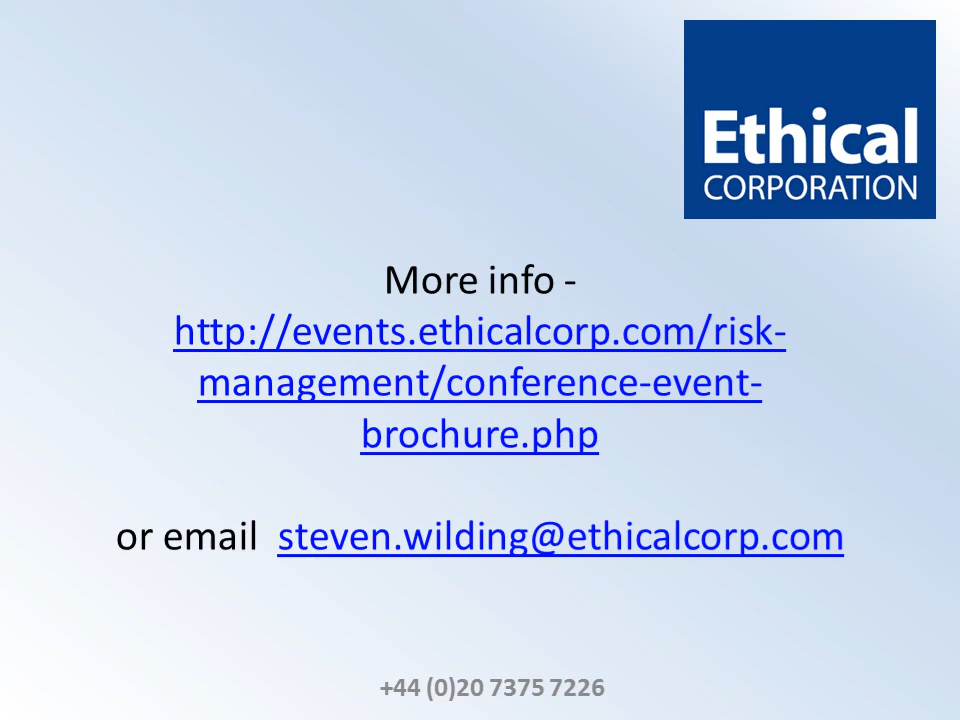 Ethical
CORPORATION
More info -
http://events.ethicalcorp.com/risk-
management/conference-event-
brochure.php
or email  steven.wilding@ethicalcorp.com
+44 (0)20 7375 7226